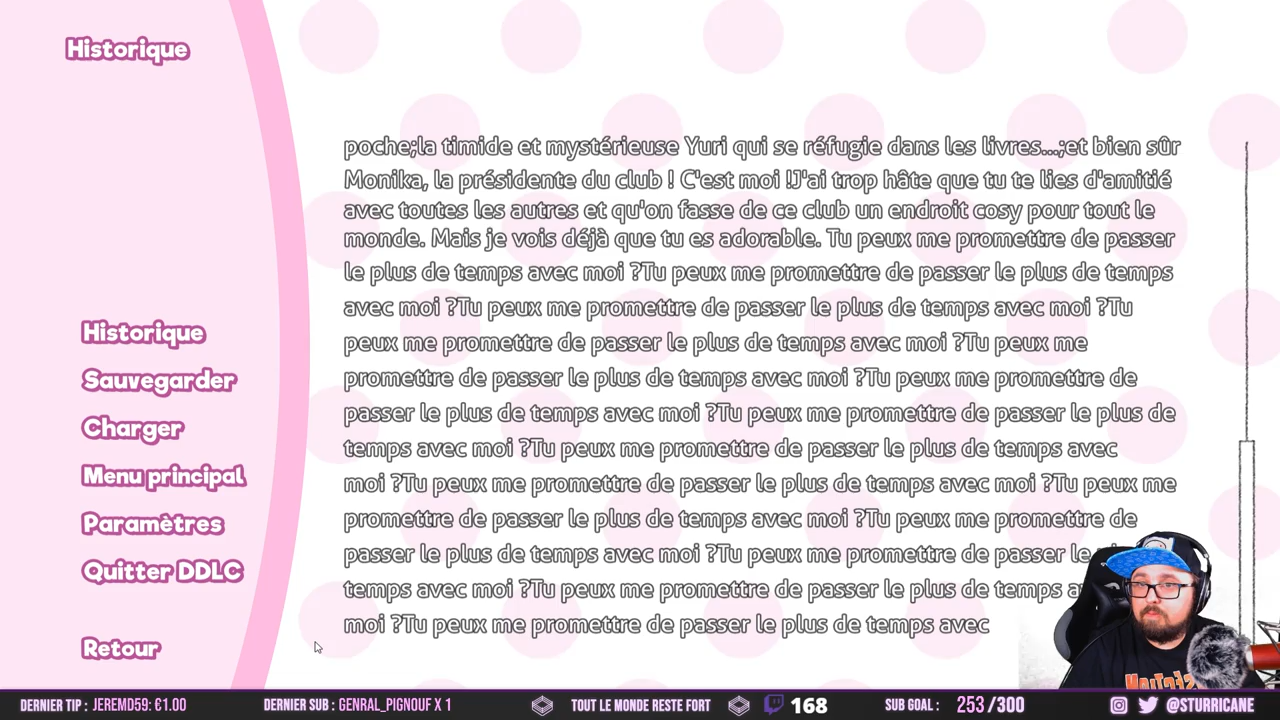 Historique
poche;la timide et mystérieuse Yuri qui se réfugie dans les livres...;et bien sûr
Monika, la présidente du club ! C'est moi !J'ai trop hâte que tu te lies d'amitié
avec toutes les autres et qu'on fasse de ce club un endroit cosy pour tout le
monde. Mais je vois déjà que tu es adorable. Tu peux me promettre de passer
le plus de temps avec moi ?Tu peux me promettre de passer le plus de temps
avec moi ?Tu peux me promettre de passer le plus de temps avec moi ?Tu
peux me promettre de passer le plus de temps avec moi ?Tu peux me
promettre de passer le plus de temps avec moi ?Tu peux me promettre de
passer le plus de temps avec moi ?Tu peux me promettre de passer le plus de
temps avec moi ?Tu peux me promettre de passer le plus de temps avec
moi ?Tu peux me promettre de passer le plus de temps avec moi ?Tu peux me
promettre de passer le plus de temps avec moi ?Tu peux me promettre de
passer le plus de temps avec moi ?Tu peux me promettre de passer le
temps avec moi ?Tu peux me promettre de passer le plus de temps
moi ?Tu peux me promettre de passer le plus de temps avec
Historique
Sauvegarder
Charger
Menu principal
Paramètres
Quitter DDLC
Retour
DERNIER TIP : JEREMD59: €1.00
DERNIER SUB : GENRAL_PIGNOUF X 1
TOUT LE MONDE RESTE FORT
168
SUB GOAL : 253 /300
@STURRICANE